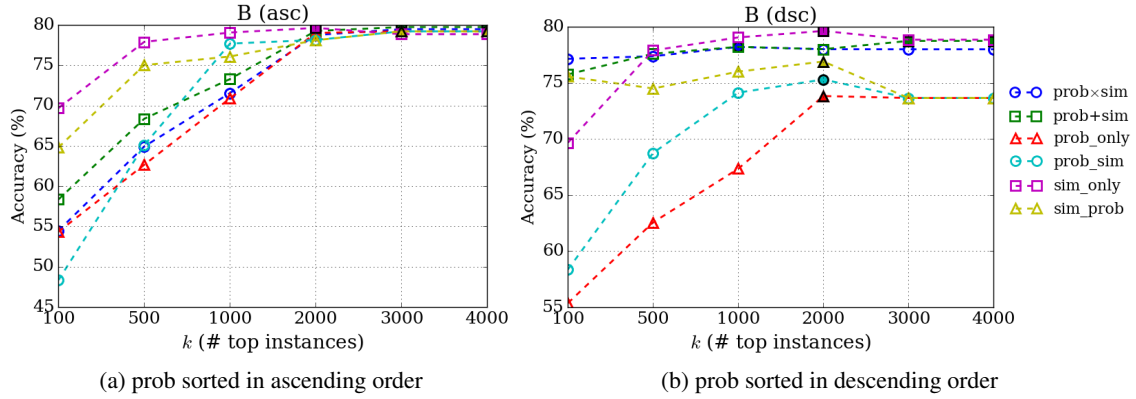 B (asc)
Accuracy (%)
80
75
70
65
60
55
50
45
100 500 1000 2000 3000 4000
k (# top instances)
(a) prob sorted in ascending order
B (dsc)
Accuracy (%)
80
75
70
65
60
55
100 500 1000 2000 3000 4000
k (# top instances)
(b) prob sorted in descending order
prob×sim
prob+sim
prob_only
prob_sim
sim_only
sim_prob